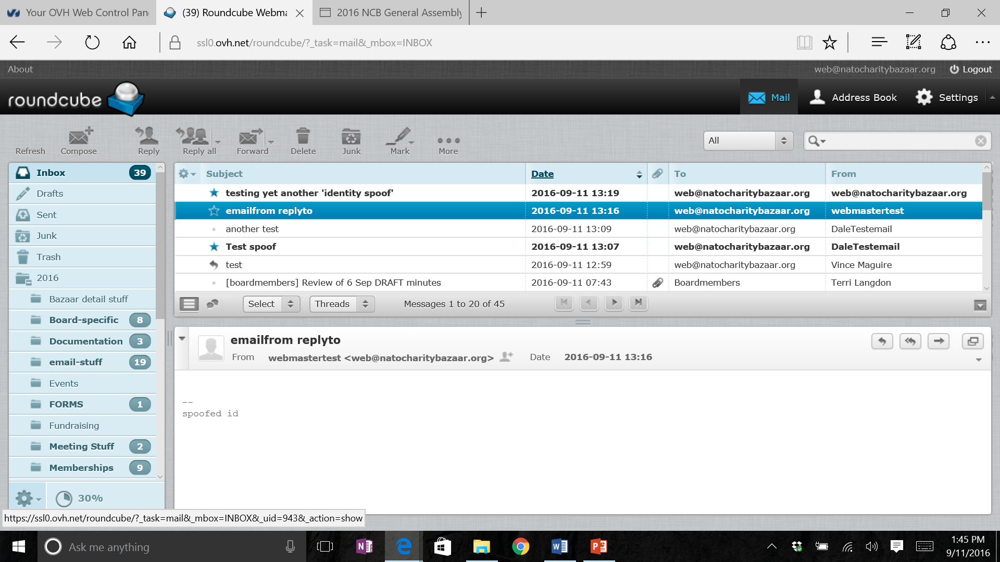 Your OVH Web Control Pan
(39) Roundcube Webma
2016 NCB General Assembly
ssl0.ovh.net/roundcube/?_task=mail&_mbox=INBOX
About
web@natocharitybazaar.org Logout
roundcube
Mail Address Book Settings
Refresh Compose Reply Reply all Forward Delete Junk Mark More
All
Inbox 39
Drafts
Sent
Junk
Trash
2016
Bazaar detail stuff
Board-specific 8
Documentation 3
email-stuff 19
Events
FORMS 1
Fundraising
Meeting Stuff 2
Memberships 9
30%
Subject Date To From
testing yet another 'identity spoof' 2016-09-11 13:19 web@natocharitybazaar.org web@natocharitybazaar.org
emailfrom replyto 2016-09-11 13:16 web@natocharitybazaar.org webmastertest
another test 2016-09-11 13:09 web@natocharitybazaar.org DaleTestemail
Test spoof 2016-09-11 13:07 web@natocharitybazaar.org DaleTestemail
test 2016-09-11 12:59 web@natocharitybazaar.org Vince Maguire
[boardmembers] Review of 6 Sep DRAFT minutes 2016-09-11 07:43 Boardmembers Terri Langdon
Select Threads Messages 1 to 20 of 45
emailfrom replyto
From webmastertest <web@natocharitybazaar.org> Date 2016-09-11 13:16
--
spoofed id
https://ssl0.ovh.net/roundcube/?_task=mail&_mbox=INBOX&_uid=943&_action=show
Ask me anything
1:45 PM
9/11/2016